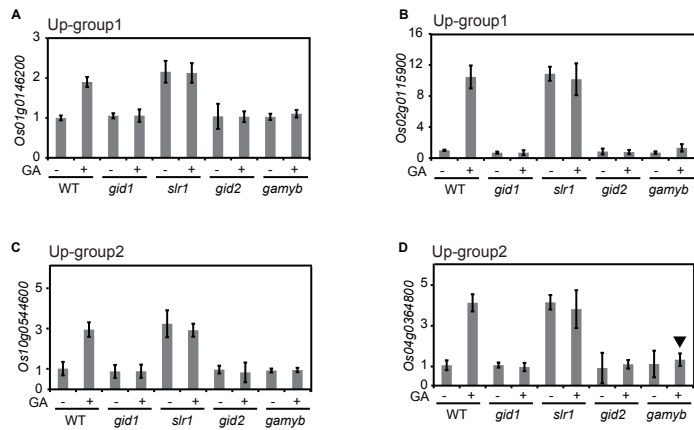 A
Up-group1
3
2
1
0
Os01g0146200
GA - + - + - + - + - +
WT gid1 slr1 gid2 gamyb
B
Up-group1
16
12
8
4
0
Os02g0115900
GA - + - + - + - + - +
WT gid1 slr1 gid2 gamyb
C
Up-group2
5
3
1
0
Os10g0544600
GA - + - + - + - + - +
WT gid1 slr1 gid2 gamyb
D
Up-group2
5
3
1
0
Os04g0364800
GA - + - + - + - + - +
WT gid1 slr1 gid2 gamyb